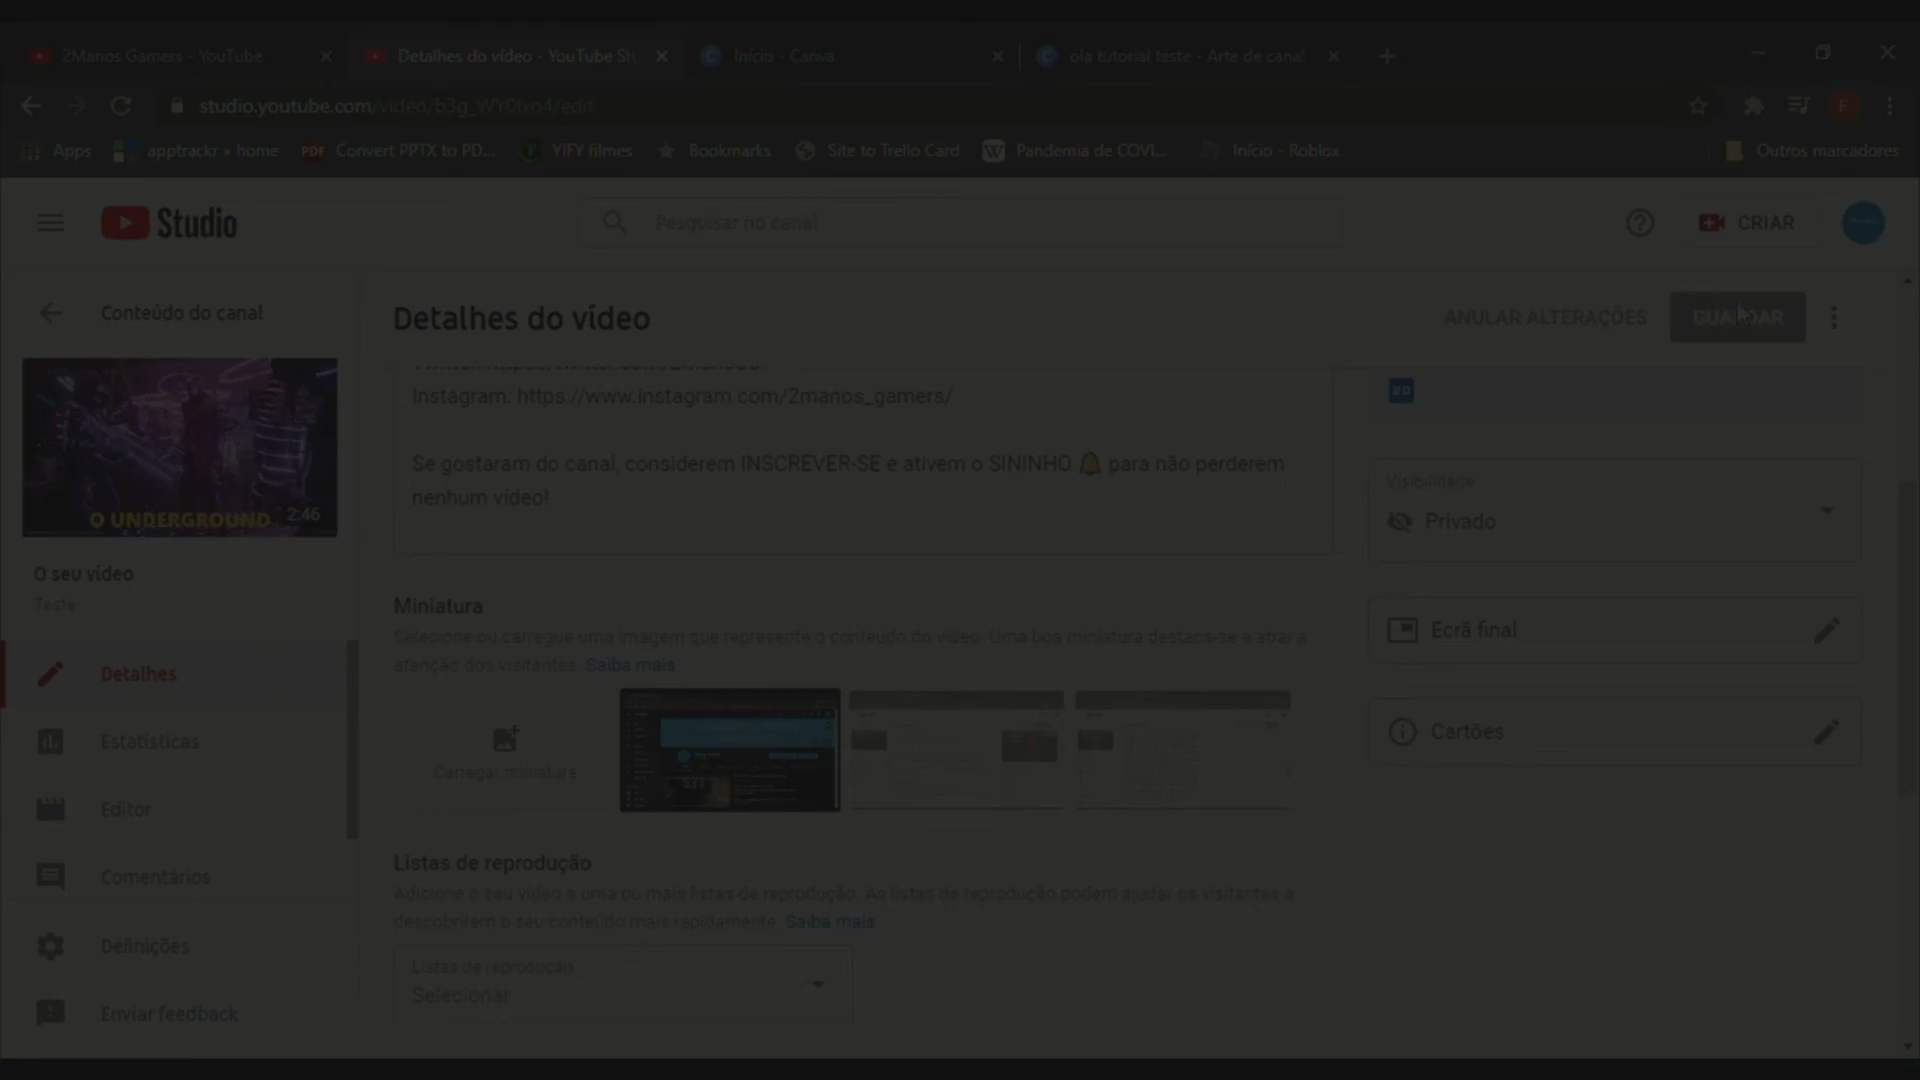 2Manos Gamers - YouTube
Detalhes do vídeo - YouTube St
Início - Canva
ola tutorial teste - Arte de canal
studio.youtube.com/video/b3g_WY0lxo4/edit
F
Apps
apptrackr » home
PDF
Convert PPTX to PD...
YIFY filmes
Bookmarks
Site to Trello Card
W
Pandemia de COVI...
Início - Roblox
Outros marcadores
Studio
Pesquisar no canal
CRIAR
Conteúdo do canal
Detalhes do vídeo
ANULAR ALTERAÇÕES
GUARDAR
Instagram: https://www.instagram.com/2manos_gamers/
Se gostaram do canal, considerem INSCREVER-SE e ativem o SININHO 🔔 para não perderem
nenhum vídeo!
O UNDERGROUND
2:46
O seu vídeo
Teste
Detalhes
Estatísticas
Editor
Comentários
Definições
Enviar feedback
Miniatura
Selecione ou carregue uma imagem que represente o conteúdo do vídeo. Uma boa miniatura destaca-se e atrai a
atenção dos visitantes. Saiba mais
Carregar miniatura
Listas de reprodução
Adicione o seu vídeo a uma ou mais listas de reprodução. As listas de reprodução podem ajudar os visitantes a
descobrirem o seu conteúdo mais rapidamente. Saiba mais
Listas de reprodução
Selecionar
Visibilidade
Privado
Ecrã final
Cartões